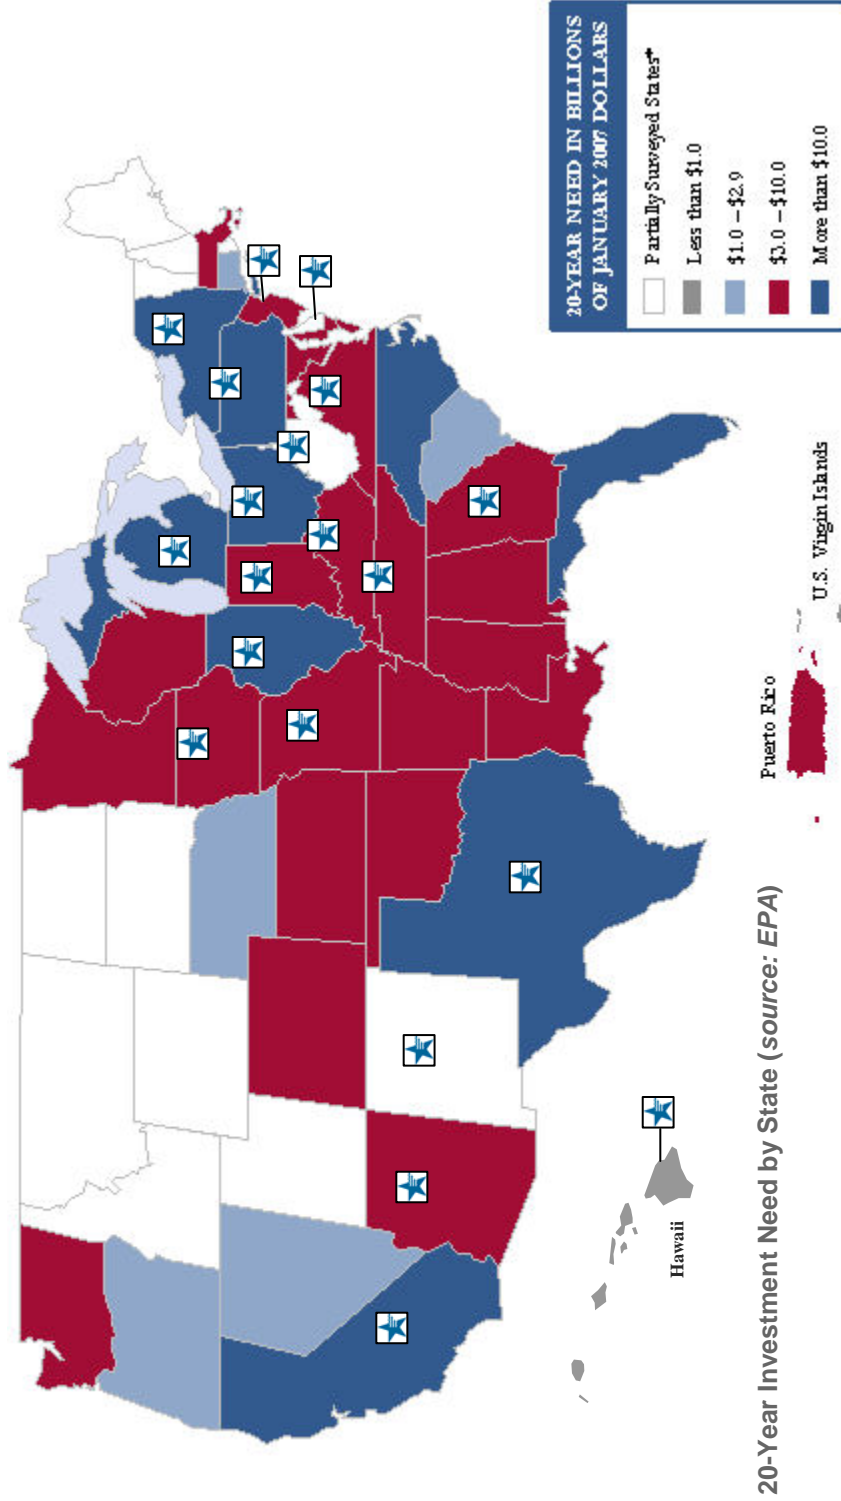 20-YEAR NEED IN BILLIONS
OF JANUARY 2007 DOLLARS
Partially Surveyed States*
Less than $1.0
$1.0 – $2.9
$3.0 – $10.0
More than $10.0
Hawaii
Puerto Rico
U.S. Virgin Islands
20-Year Investment Need by State (source: EPA)